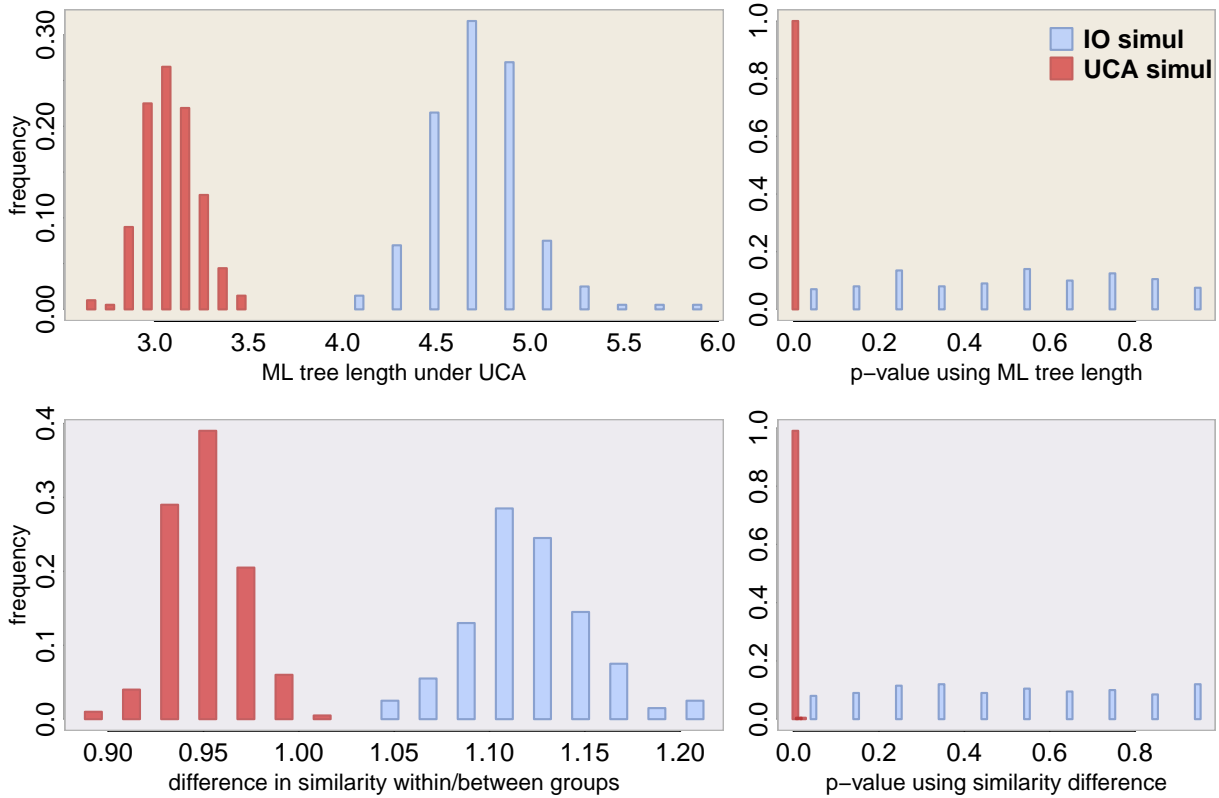 0.30
0.20
0.10
0.00
frequency
3.0 3.5 4.0 4.5 5.0 5.5 6.0
ML tree length under UCA
1.0
0.8
0.6
0.4
0.2
0.0
IO simul
UCA simul
0.0 0.2 0.4 0.6 0.8
p−value using ML tree length
0.4
0.3
0.2
0.1
0.0
frequency
0.90 0.95 1.00 1.05 1.10 1.15 1.20
difference in similarity within/between groups
1.0
0.8
0.6
0.4
0.2
0.0
0.0 0.2 0.4 0.6 0.8
p−value using similarity difference